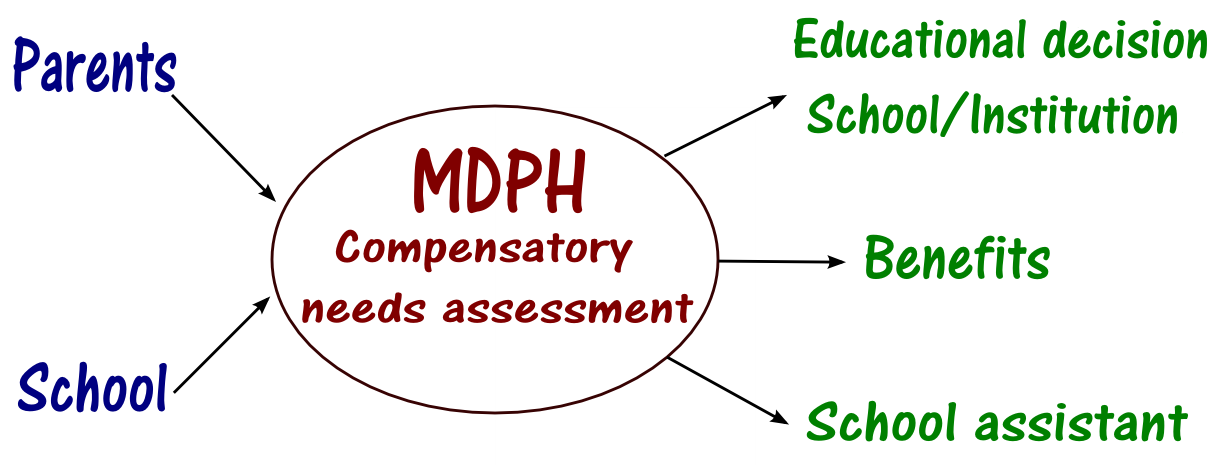 Parents
School
MDPH
Compensatory
needs assessment
Educational decision
School/Institution
Benefits
School assistant